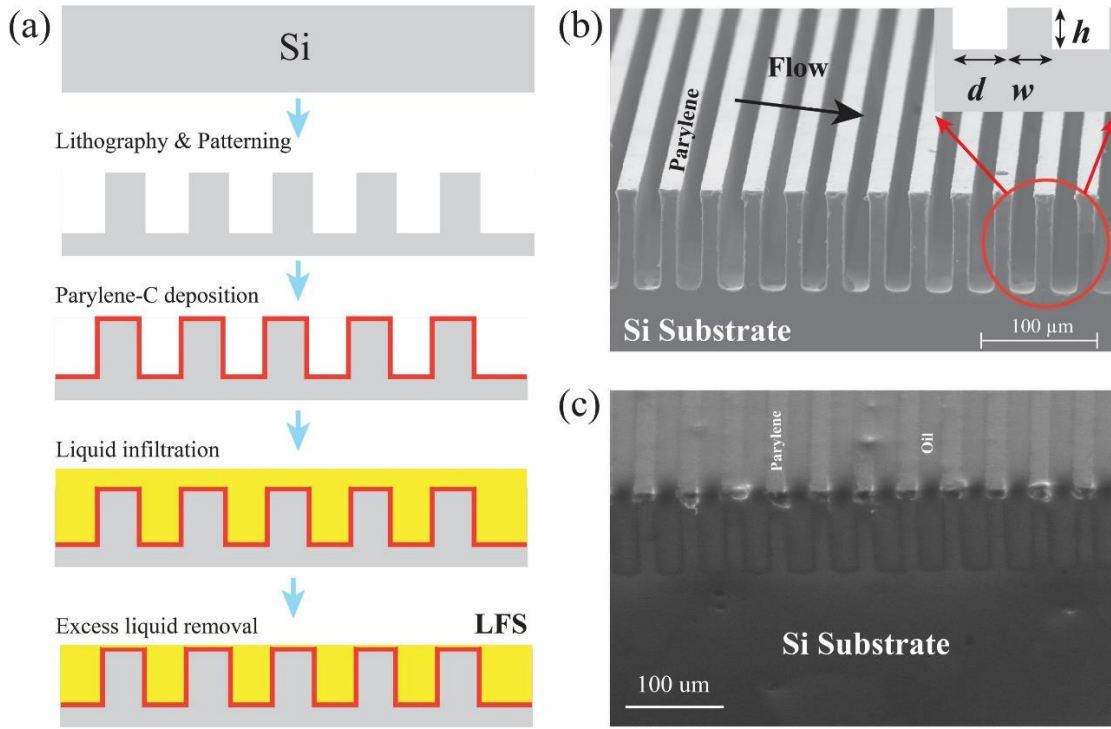 (a)
Si
Lithography & Patterning
Parylene-C deposition
Liquid infiltration
Excess liquid removal
LFS
(b)
Flow
Parylene
h
d
w
Si Substrate
100 µm
(c)
Parylene
Oil
Si Substrate
100 um